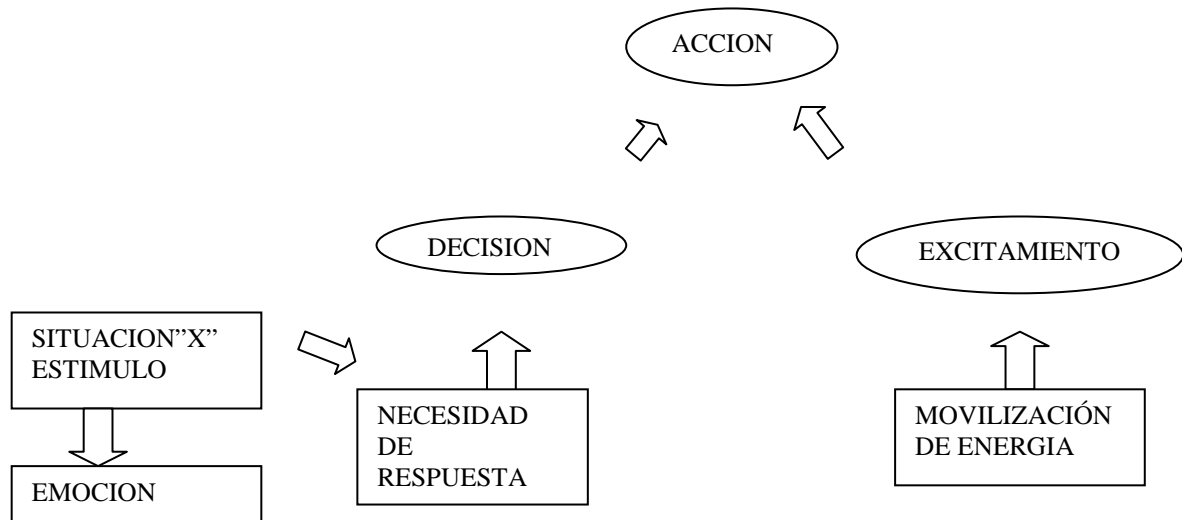 ACCION
DECISION
EXCITAMIENTO
SITUACION”X”
ESTIMULO
NECESIDAD
DE
RESPUESTA
MOVILIZACIÓN
DE ENERGIA
EMOCION